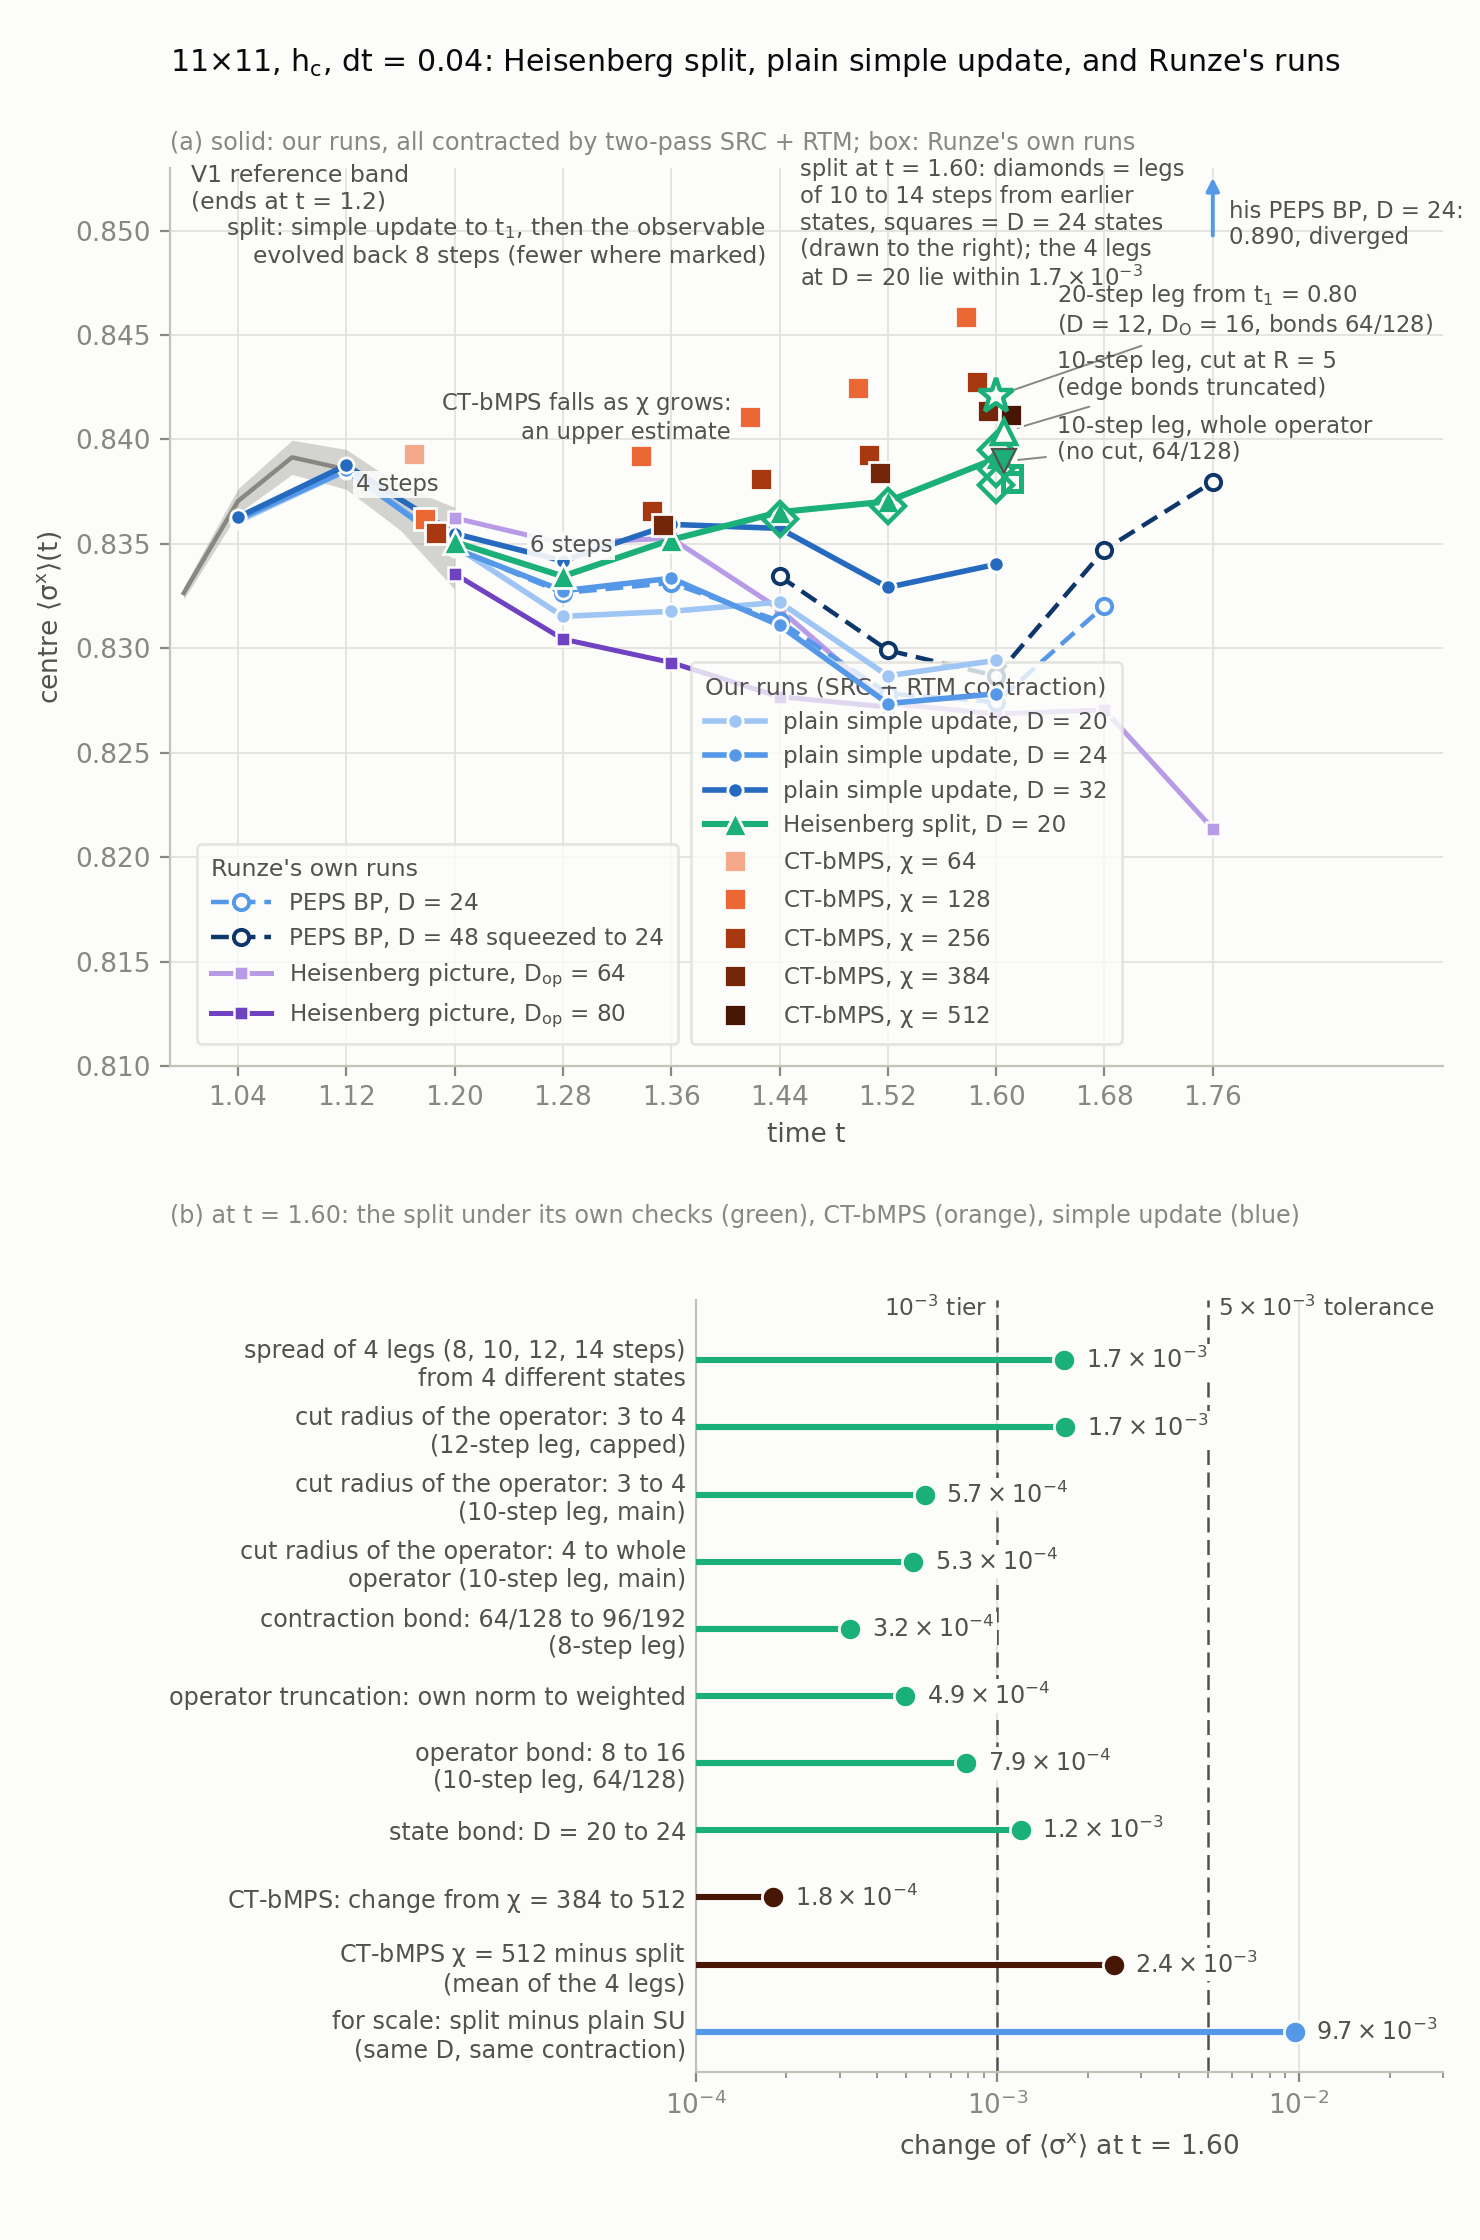 11×11, h_c, dt = 0.04: Heisenberg split, plain simple update, and Runze's runs
(a) solid: our runs, all contracted by two-pass SRC + RTM; box: Runze's own runs
V1 reference band
(ends at t = 1.2)
split: simple update to t₁, then the observable
evolved back 8 steps (fewer where marked)
split at t = 1.60: diamonds = legs
of 10 to 14 steps from earlier
states, squares = D = 24 states
(drawn to the right); the 4 legs
at D = 20 lie within 1.7 × 10⁻³
his PEPS BP, D = 24:
0.890, diverged
20-step leg from t₁ = 0.80
(D = 12, D_O = 16, bonds 64/128)
10-step leg, cut at R = 5
(edge bonds truncated)
10-step leg, whole operator
(no cut, 64/128)
CT-bMPS falls as χ grows:
an upper estimate
4 steps
6 steps
0.850
0.845
0.840
0.835
0.830
0.825
0.820
0.815
0.810
centre ⟨σˣ⟩(t)
Runze's own runs
PEPS BP, D = 24
PEPS BP, D = 48 squeezed to 24
Heisenberg picture, D_op = 64
Heisenberg picture, D_op = 80
Our runs (SRC + RTM contraction)
plain simple update, D = 20
plain simple update, D = 24
plain simple update, D = 32
Heisenberg split, D = 20
CT-bMPS, χ = 64
CT-bMPS, χ = 128
CT-bMPS, χ = 256
CT-bMPS, χ = 384
CT-bMPS, χ = 512
1.04 1.12 1.20 1.28 1.36 1.44 1.52 1.60 1.68 1.76
time t
(b) at t = 1.60: the split under its own checks (green), CT-bMPS (orange), simple update (blue)
10⁻³ tier
5 × 10⁻³ tolerance
spread of 4 legs (8, 10, 12, 14 steps)
from 4 different states
1.7 × 10⁻³
cut radius of the operator: 3 to 4
(12-step leg, capped)
1.7 × 10⁻³
cut radius of the operator: 3 to 4
(10-step leg, main)
5.7 × 10⁻⁴
cut radius of the operator: 4 to whole
operator (10-step leg, main)
5.3 × 10⁻⁴
contraction bond: 64/128 to 96/192
(8-step leg)
3.2 × 10⁻⁴
operator truncation: own norm to weighted
4.9 × 10⁻⁴
operator bond: 8 to 16
(10-step leg, 64/128)
7.9 × 10⁻⁴
state bond: D = 20 to 24
1.2 × 10⁻³
CT-bMPS: change from χ = 384 to 512
1.8 × 10⁻⁴
CT-bMPS χ = 512 minus split
(mean of the 4 legs)
2.4 × 10⁻³
for scale: split minus plain SU
(same D, same contraction)
9.7 × 10⁻³
10⁻⁴ 10⁻³ 10⁻²
change of ⟨σˣ⟩ at t = 1.60